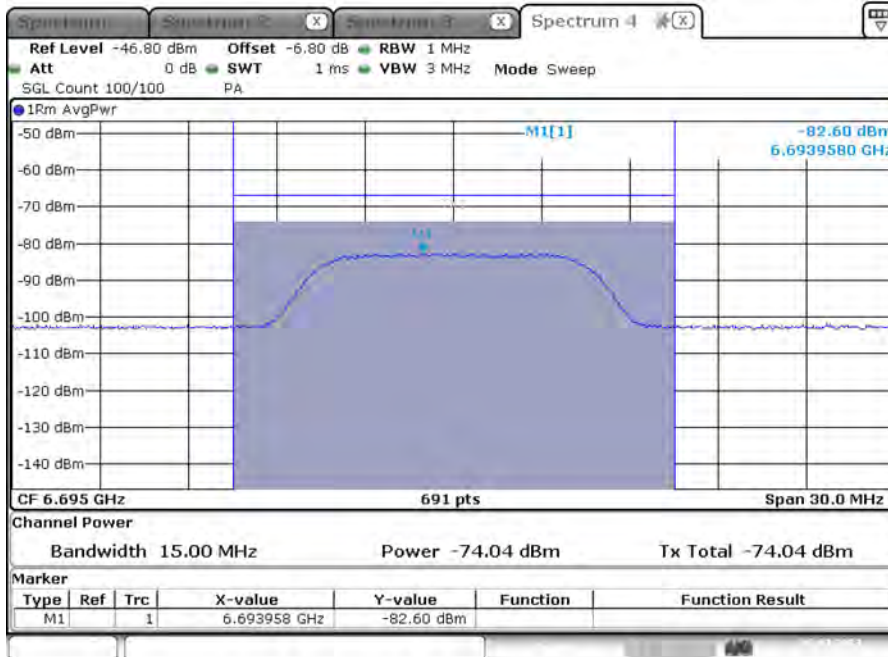 Spectrum 4
Ref Level -46.80 dBm Offset -6.80 dB RBW 1 MHz
Att 0 dB SWT 1 ms VBW 3 MHz Mode Sweep
SGL Count 100/100 PA
1Rm AvgPwr
M1[1] -82.60 dBm
6.6939580 GHz
-50 dBm
-60 dBm
-70 dBm
-80 dBm
M1
-90 dBm
-100 dBm
-110 dBm
-120 dBm
-130 dBm
-140 dBm
CF 6.695 GHz 691 pts Span 30.0 MHz
Channel Power
Bandwidth 15.00 MHz Power -74.04 dBm Tx Total -74.04 dBm
Marker
Type Ref Trc X-value Y-value Function Function Result
M1 1 6.693958 GHz -82.60 dBm